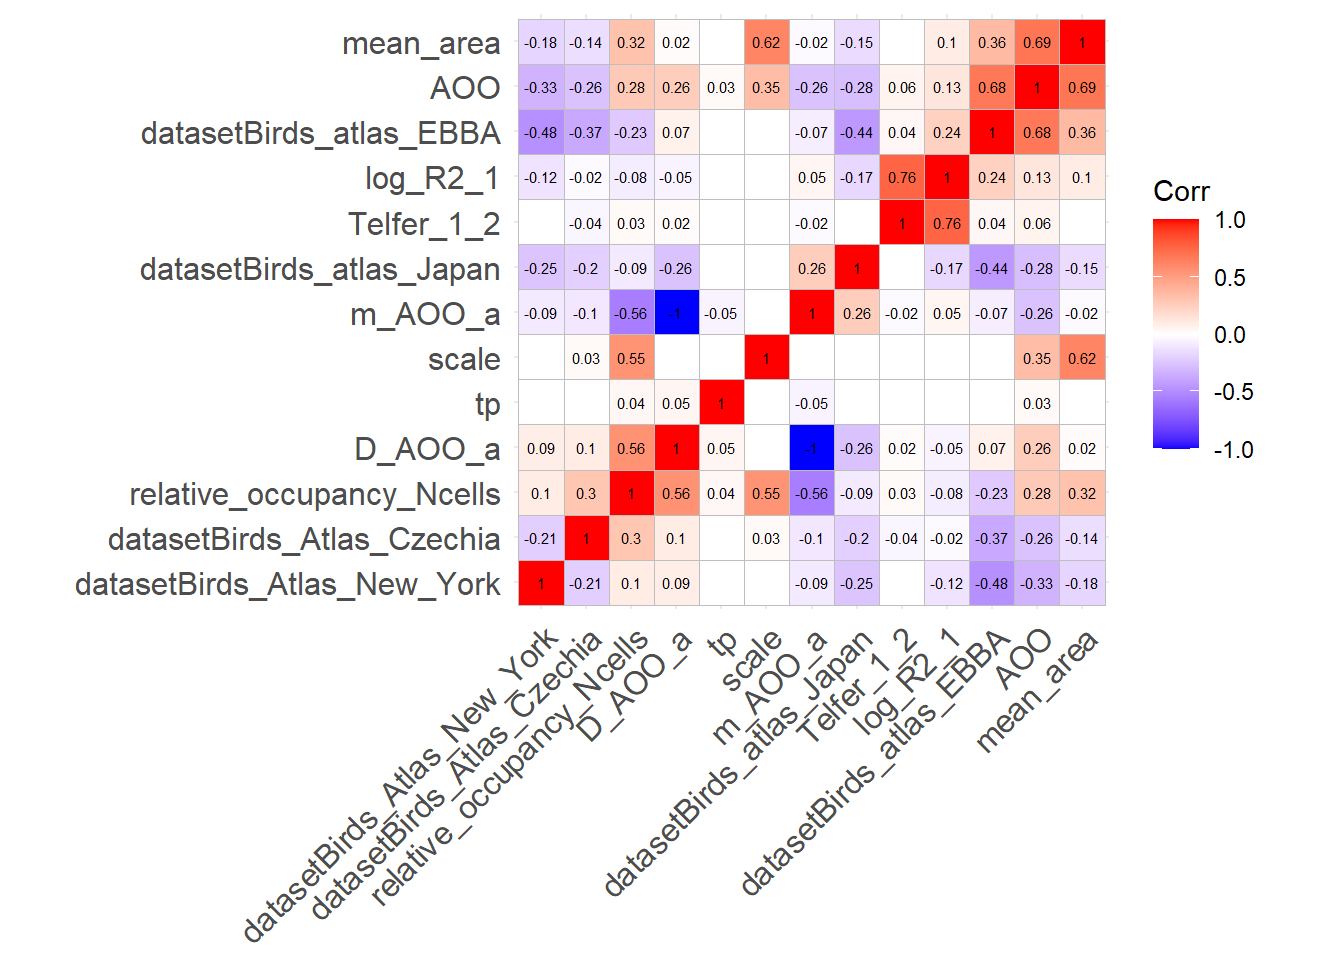 mean_area -0.18 -0.14 0.32 0.02 0.62 -0.02 -0.15 0.1 0.36 0.69 1
AOO -0.33 -0.26 0.28 0.26 0.03 0.35 -0.26 -0.28 0.06 0.13 0.68 1 0.69
datasetBirds_atlas_EBBA -0.48 -0.37 -0.23 0.07 -0.07 -0.44 0.04 0.24 1 0.68 0.36
log_R2_1 -0.12 -0.02 -0.08 -0.05 0.05 -0.17 0.76 1 0.24 0.13 0.1
Telfer_1_2 -0.04 0.03 0.02 -0.02 1 0.76 0.04 0.06
datasetBirds_atlas_Japan -0.25 -0.2 -0.09 -0.26 0.26 1 -0.17 -0.44 -0.28 -0.15
m_AOO_a -0.09 -0.1 -0.56 -1 -0.05 1 0.26 -0.02 0.05 -0.07 -0.26 -0.02
scale 0.03 0.55 1 0.35 0.62
tp 0.04 0.05 1 -0.05 0.03
D_AOO_a 0.09 0.1 0.56 1 0.05 -1 -0.26 0.02 -0.05 0.07 0.26 0.02
relative_occupancy_Ncells 0.1 0.3 1 0.56 0.04 0.55 -0.56 -0.09 0.03 -0.08 -0.23 0.28 0.32
datasetBirds_Atlas_Czechia -0.21 1 0.3 0.1 0.03 -0.1 -0.2 -0.04 -0.02 -0.37 -0.26 -0.14
datasetBirds_Atlas_New_York 1 -0.21 0.1 0.09 -0.09 -0.25 -0.12 -0.48 -0.33 -0.18
datasetBirds_Atlas_New_York
datasetBirds_Atlas_Czechia
relative_occupancy_Ncells
D_AOO_a
tp
scale
m_AOO_a
datasetBirds_atlas_Japan
Telfer_1_2
log_R2_1
datasetBirds_atlas_EBBA
AOO
mean_area
Corr
1.0
0.5
0.0
-0.5
-1.0